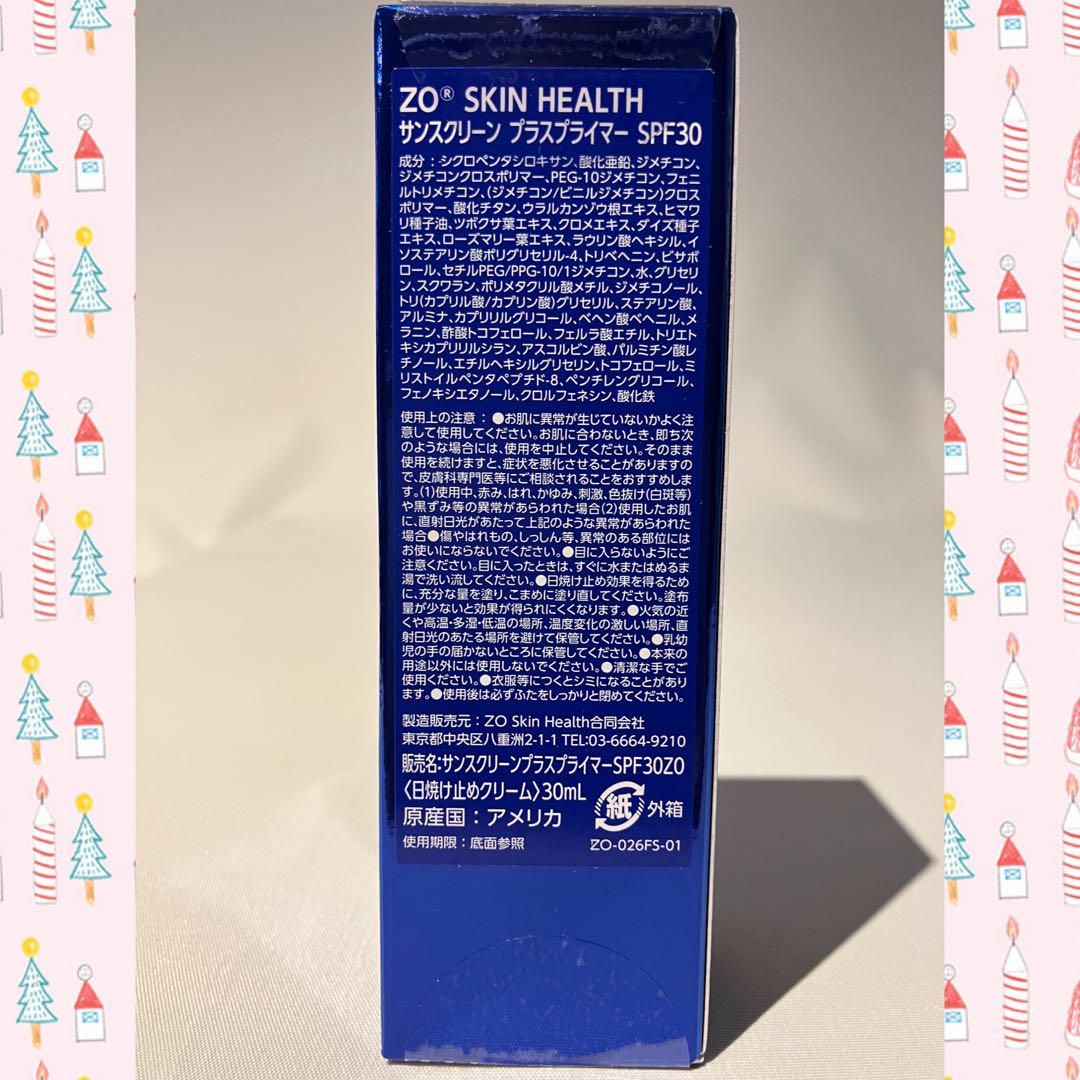 ZO® SKIN HEALTH
サンスクリーン プラスプライマー SPF30
成分：シクロペンタシロキサン、酸化亜鉛、ジメチコン、
ジメチコンクロスポリマー、PEG-10ジメチコン、フェニ
ルトリメチコン、(ジメチコン/ビニルジメチコン)クロス
ポリマー、酸化チタン、ウラルカンゾウ根エキス、ヒマワ
リ種子油、ツボクサ葉エキス、クロメエキス、ダイズ種子
エキス、ローズマリー葉エキス、ラウリン酸ヘキシル、イ
ソステアリン酸ポリグリセリル-4、トリベヘニン、ビサボ
ロール、セチルPEG/PPG-10/1ジメチコン、水、グリセリ
ン、スクワラン、ポリメタクリル酸メチル、ジメチコノール、
トリ(カプリル酸/カプリン酸)グリセリル、ステアリン酸、
アルミナ、カプリリルグリコール、ベヘン酸ベヘニル、メ
ラニン、酢酸トコフェロール、フェルラ酸エチル、トリエト
キシカプリリルシラン、アスコルビン酸、パルミチン酸レ
チノール、エチルヘキシルグリセリン、トコフェロール、ミ
リストイルペンタペプチド-8、ペンチレングリコール、
フェノキシエタノール、クロルフェネシン、酸化鉄
使用上の注意：●お肌に異常が生じていないかよく注
意して使用してください。お肌に合わないとき、即ち次
のような場合には、使用を中止してください。そのまま
使用を続けますと、症状を悪化させることがありますの
で、皮膚科専門医等にご相談されることをおすすめしま
す。(1)使用中、赤み、はれ、かゆみ、刺激、色抜け(白斑等)
や黒ずみ等の異常があらわれた場合(2)使用したお肌
に、直射日光があたって上記のような異常があらわれた
場合●傷やはれもの、しっしん等、異常のある部位には
お使いにならないでください。●目に入らないようにご
注意ください。目に入ったときは、すぐに水またはぬるま
湯で洗い流してください。●日焼け止め効果を得るため
に、充分な量を塗り、こまめに塗り直してください。塗布
量が少ないと効果が得られにくくなります。●火気の近
くや高温・多湿・低温の場所、温度変化の激しい場所、直
射日光のあたる場所を避けて保管してください。●乳幼
児の手の届かないところに保管してください。●本来の
用途以外には使用しないでください。●清潔な手でご
使用ください。●衣服等につくとシミになることがあり
ます。●使用後は必ずふたをしっかりと閉めてください。
製造販売元：ZO Skin Health合同会社
東京都中央区八重洲2-1-1 TEL:03-6664-9210
販売名:サンスクリーンプラスプライマーSPF30ZO
〈日焼け止めクリーム〉30mL
紙 外箱
原産国：アメリカ
使用期限：底面参照 ZO-026FS-01